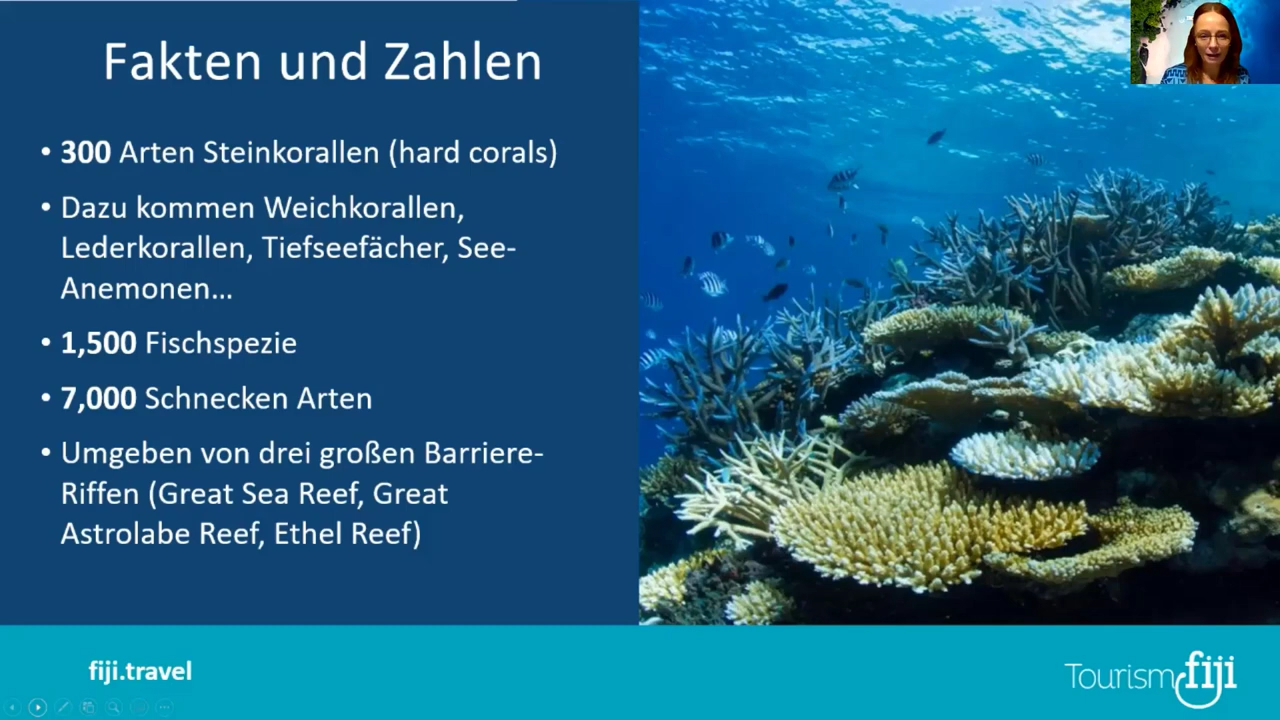 Fakten und Zahlen
• 300 Arten Steinkorallen (hard corals)
• Dazu kommen Weichkorallen,
Lederkorallen, Tiefseefächer, See-
Anemonen...
• 1,500 Fischspezie
• 7,000 Schnecken Arten
• Umgeben von drei großen Barriere-
Riffen (Great Sea Reef, Great
Astrolabe Reef, Ethel Reef)
fiji.travel
Tourism fiji